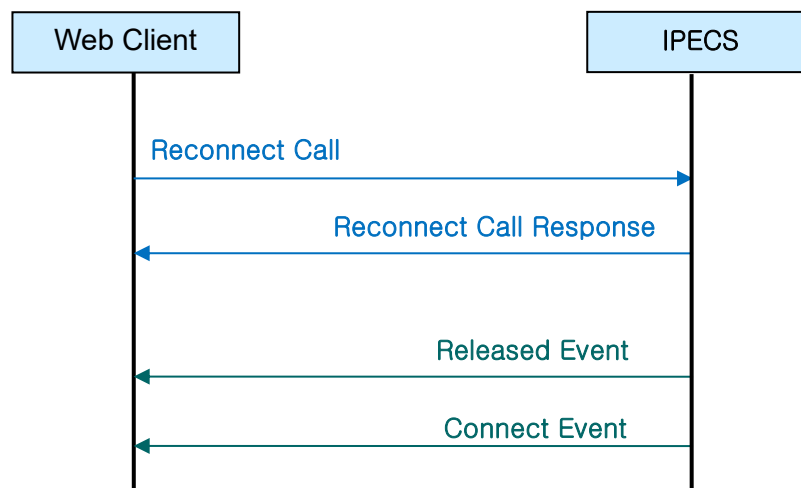 Web Client
IPECS
Reconnect Call
Reconnect Call Response
Released Event
Connect Event